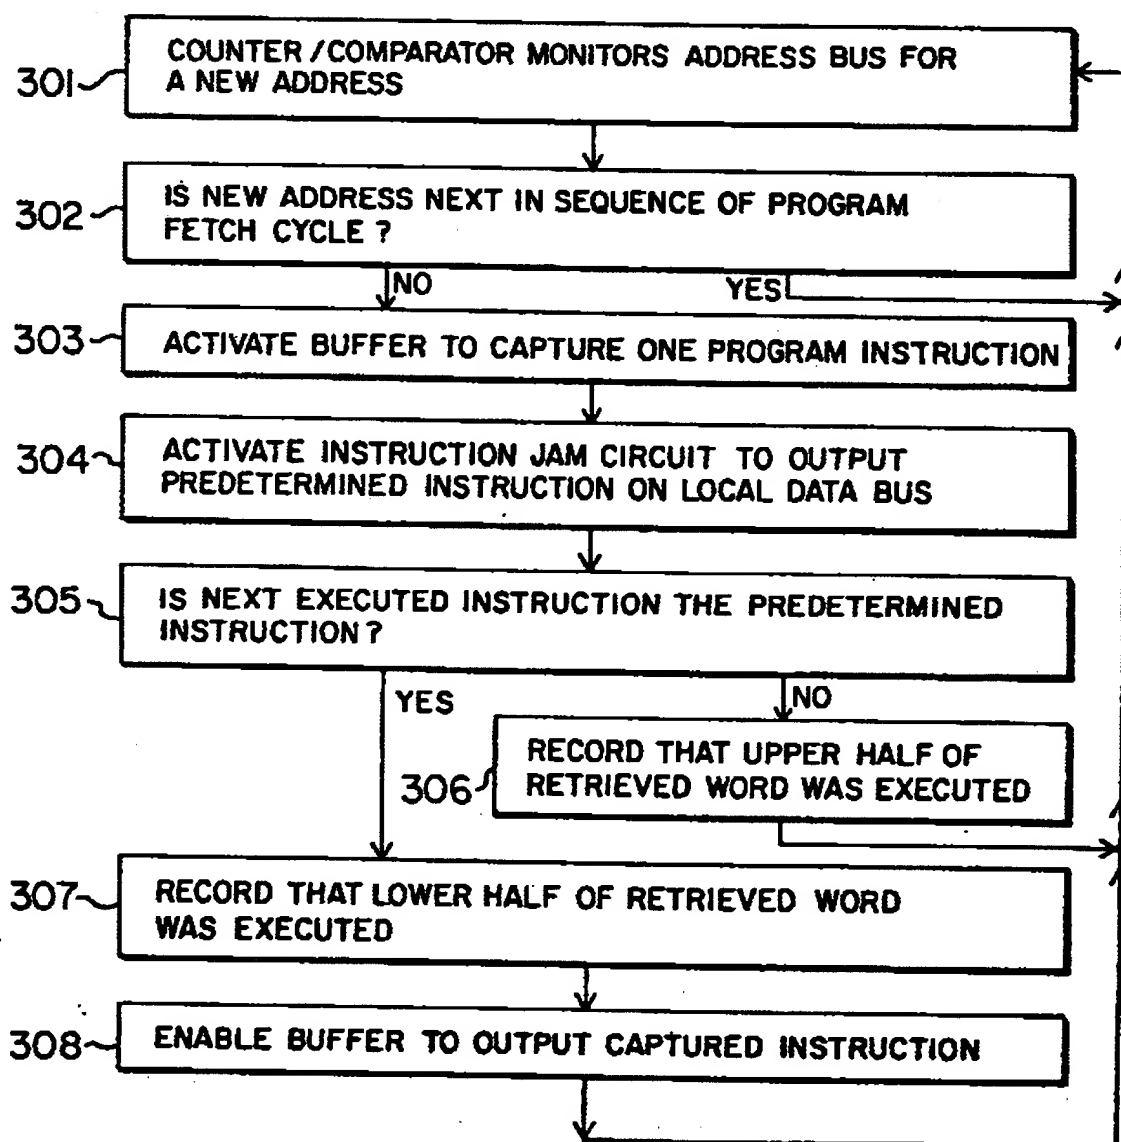 301
COUNTER/COMPARATOR MONITORS ADDRESS BUS FOR
A NEW ADDRESS
302
IS NEW ADDRESS NEXT IN SEQUENCE OF PROGRAM
FETCH CYCLE?
NO
YES
303
ACTIVATE BUFFER TO CAPTURE ONE PROGRAM INSTRUCTION
304
ACTIVATE INSTRUCTION JAM CIRCUIT TO OUTPUT
PREDETERMINED INSTRUCTION ON LOCAL DATA BUS
305
IS NEXT EXECUTED INSTRUCTION THE PREDETERMINED
INSTRUCTION?
YES
NO
306
RECORD THAT UPPER HALF OF
RETRIEVED WORD WAS EXECUTED
307
RECORD THAT LOWER HALF OF RETRIEVED WORD
WAS EXECUTED
308
ENABLE BUFFER TO OUTPUT CAPTURED INSTRUCTION